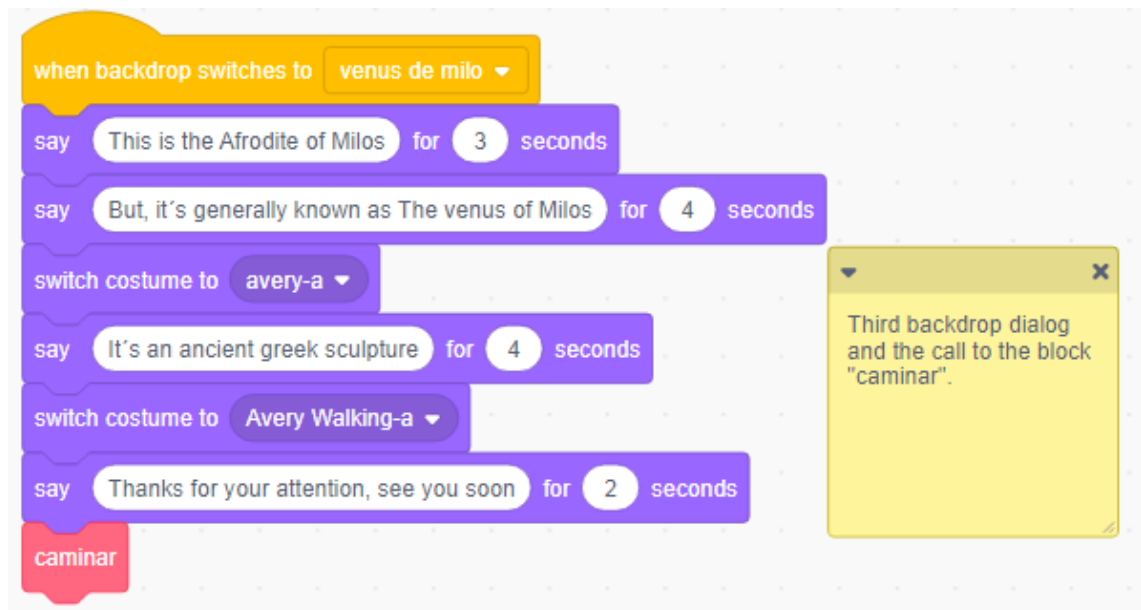 when backdrop switches to venus de milo
say This is the Afrodite of Milos for 3 seconds
say But, it´s generally known as The venus of Milos for 4 seconds
switch costume to avery-a
say It´s an ancient greek sculpture for 4 seconds
switch costume to Avery Walking-a
say Thanks for your attention, see you soon for 2 seconds
caminar
Third backdrop dialog
and the call to the block
"caminar".